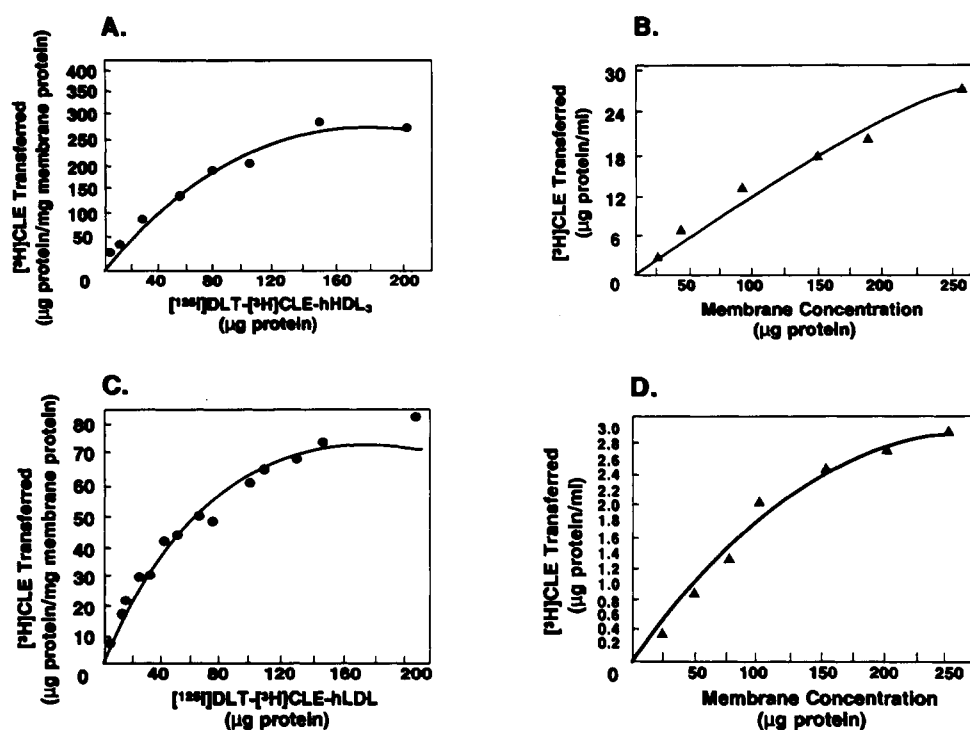 A.
[³H]CLE Transferred
(µg protein/mg membrane protein)
400
350
300
250
200
150
100
50
40
80
120
160
200
[¹²⁵I]DLT-[³H]CLE-hHDL₃
(µg protein)
B.
[³H]CLE Transferred
(µg protein/ml)
30
24
18
12
6
50
100
150
200
250
Membrane Concentration
(µg protein)
C.
[³H]CLE Transferred
(µg protein/mg membrane protein)
80
70
60
50
40
30
20
10
40
80
120
160
200
[¹²⁵I]DLT-[³H]CLE-hLDL
(µg protein)
D.
[³H]CLE Transferred
(µg protein/ml)
3.0
2.8
2.6
2.2
2.0
1.8
1.6
1.2
1.0
0.8
0.6
0.4
0.2
50
100
150
200
250
Membrane Concentration
(µg protein)